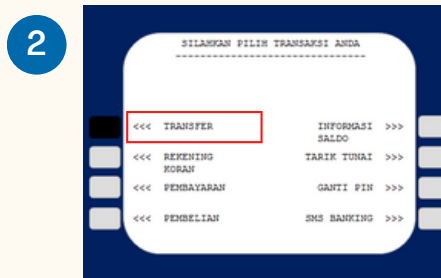 2
SILAHKAN PILIH TRANSAKSI ANDA
--------------------------------
<<< TRANSFER
INFORMASI SALDO >>>
<<< REKENING KORAN
TARIK TUNAI >>>
<<< PEMBAYARAN
GANTI PIN >>>
<<< PEMBELIAN
SMS BANKING >>>